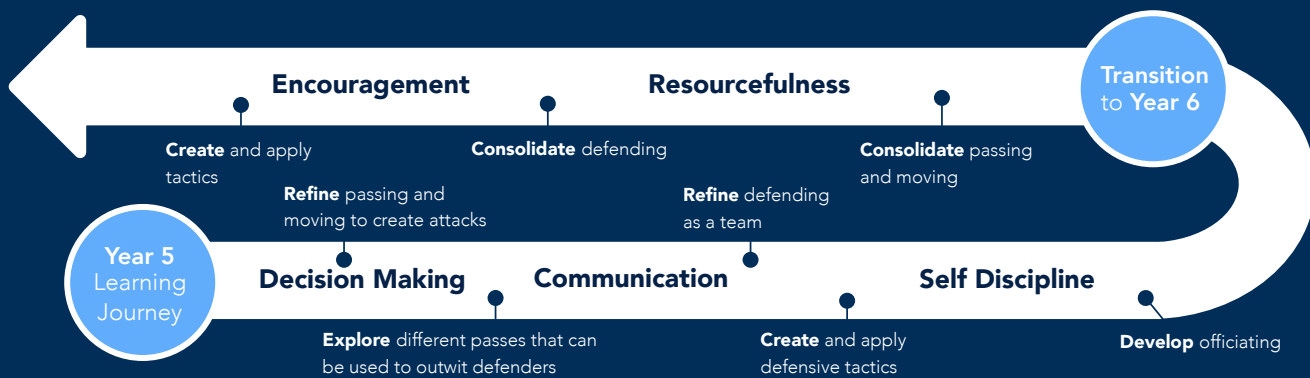 Encouragement
Resourcefulness
Transition
to Year 6
Create and apply
tactics
Consolidate defending
Consolidate passing
and moving
Refine passing and
moving to create attacks
Refine defending
as a team
Year 5
Learning
Journey
Decision Making
Communication
Self Discipline
Explore different passes that can
be used to outwit defenders
Create and apply
defensive tactics
Develop officiating